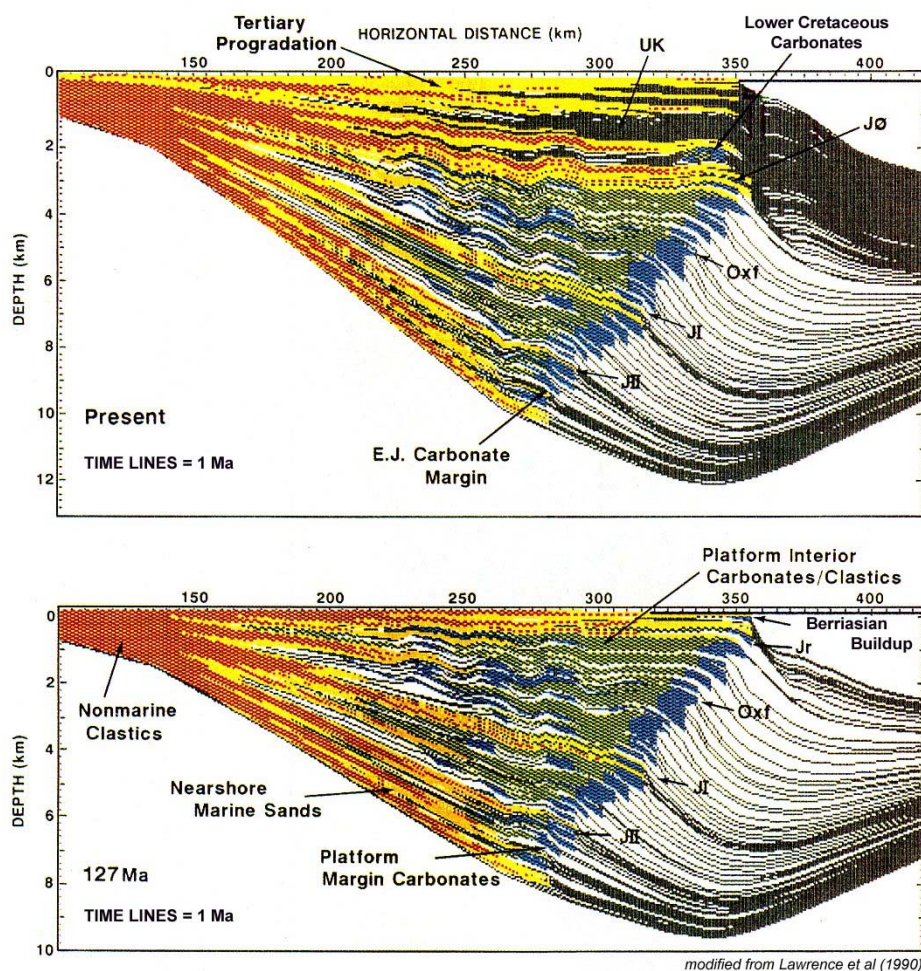 Tertiary
Progradation
HORIZONTAL DISTANCE (km)
Lower Cretaceous
Carbonates
UK
150
200
250
300
350
400
JØ
0
2
4
6
8
10
12
DEPTH (km)
Oxf
JI
JII
Present
TIME LINES = 1 Ma
E.J. Carbonate
Margin
Platform Interior
Carbonates/Clastics
150
200
250
300
350
400
Berriasian
Buildup
Jr
0
2
4
6
8
10
DEPTH (km)
Nonmarine
Clastics
Oxf
Nearshore
Marine Sands
JI
JII
Platform
Margin Carbonates
127Ma
TIME LINES = 1 Ma
modified from Lawrence et al (1990)